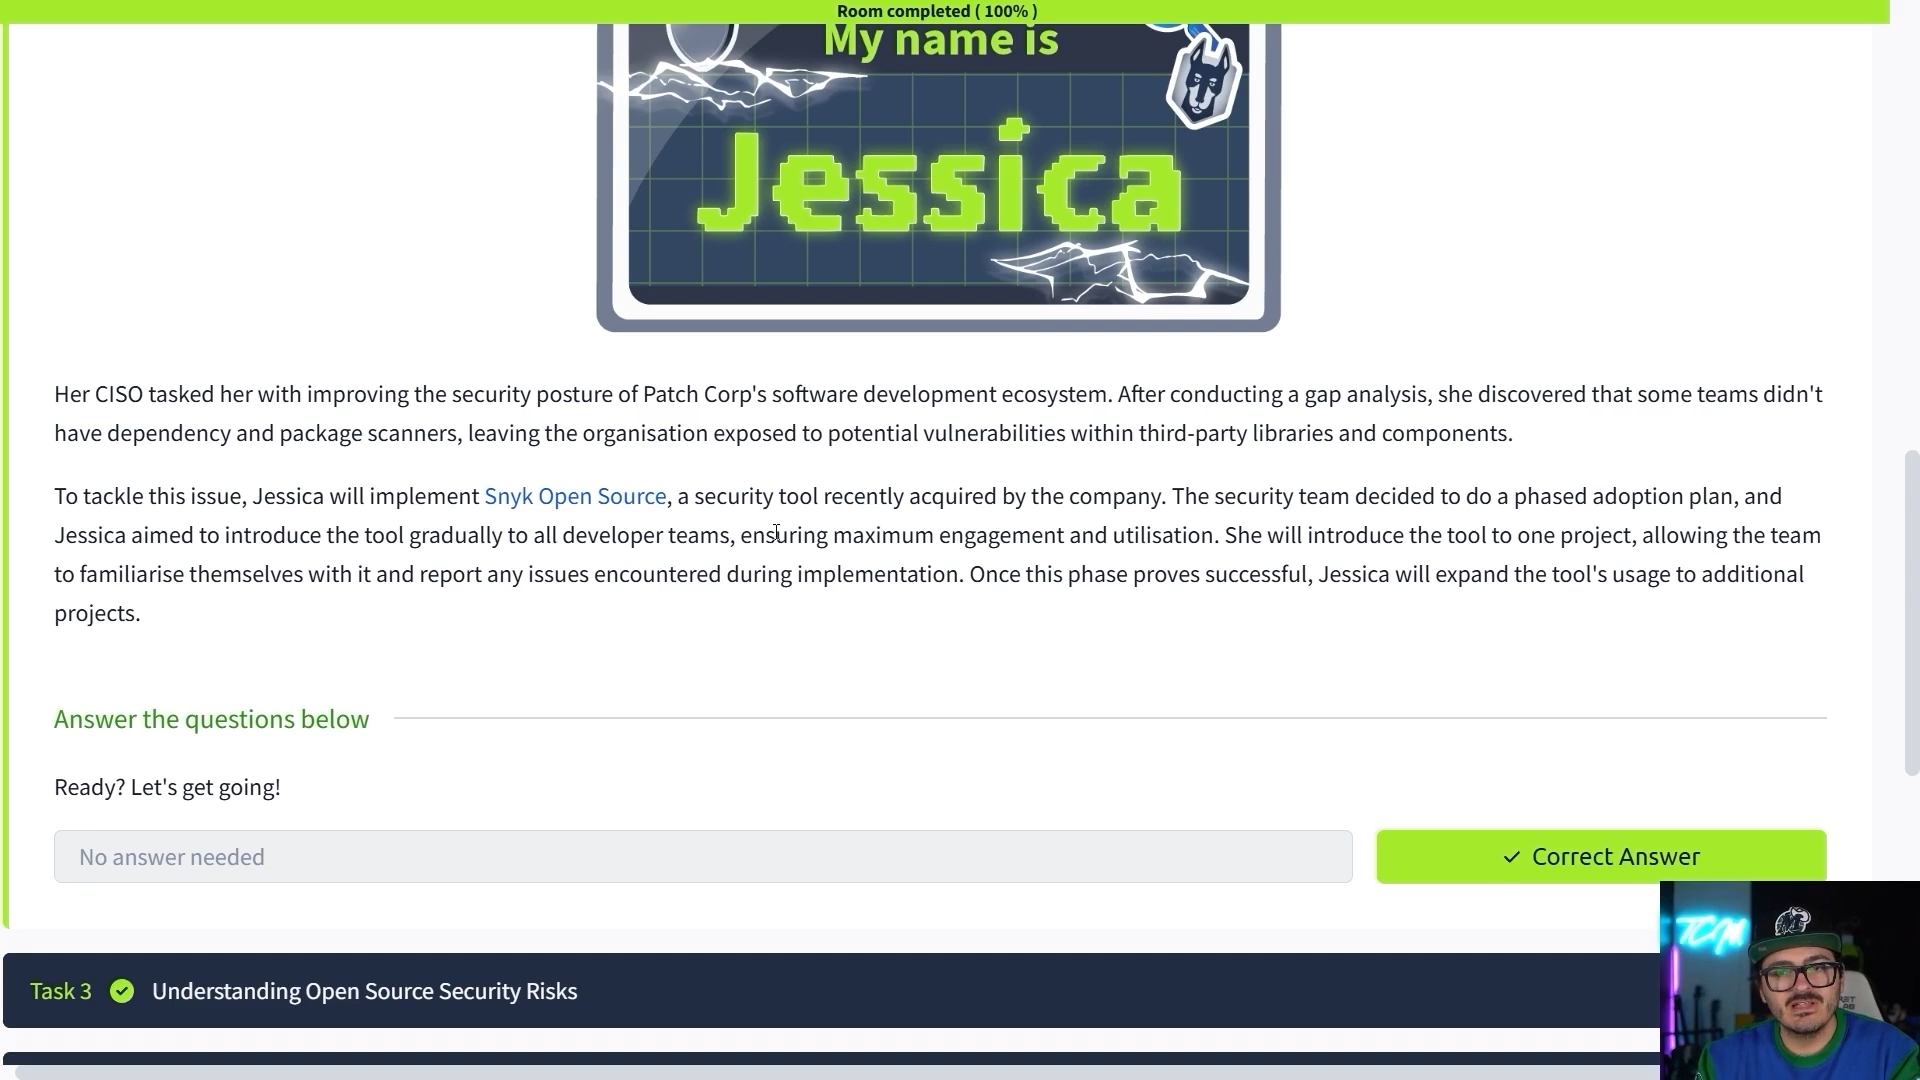 Room completed ( 100% )
My name is
Jessica
Her CISO tasked her with improving the security posture of Patch Corp's software development ecosystem. After conducting a gap analysis, she discovered that some teams didn't
have dependency and package scanners, leaving the organisation exposed to potential vulnerabilities within third-party libraries and components.
To tackle this issue, Jessica will implement Snyk Open Source, a security tool recently acquired by the company. The security team decided to do a phased adoption plan, and
Jessica aimed to introduce the tool gradually to all developer teams, ensuring maximum engagement and utilisation. She will introduce the tool to one project, allowing the team
to familiarise themselves with it and report any issues encountered during implementation. Once this phase proves successful, Jessica will expand the tool's usage to additional
projects.
Answer the questions below
Ready? Let's get going!
No answer needed
Correct Answer
Task 3 Understanding Open Source Security Risks
TCM